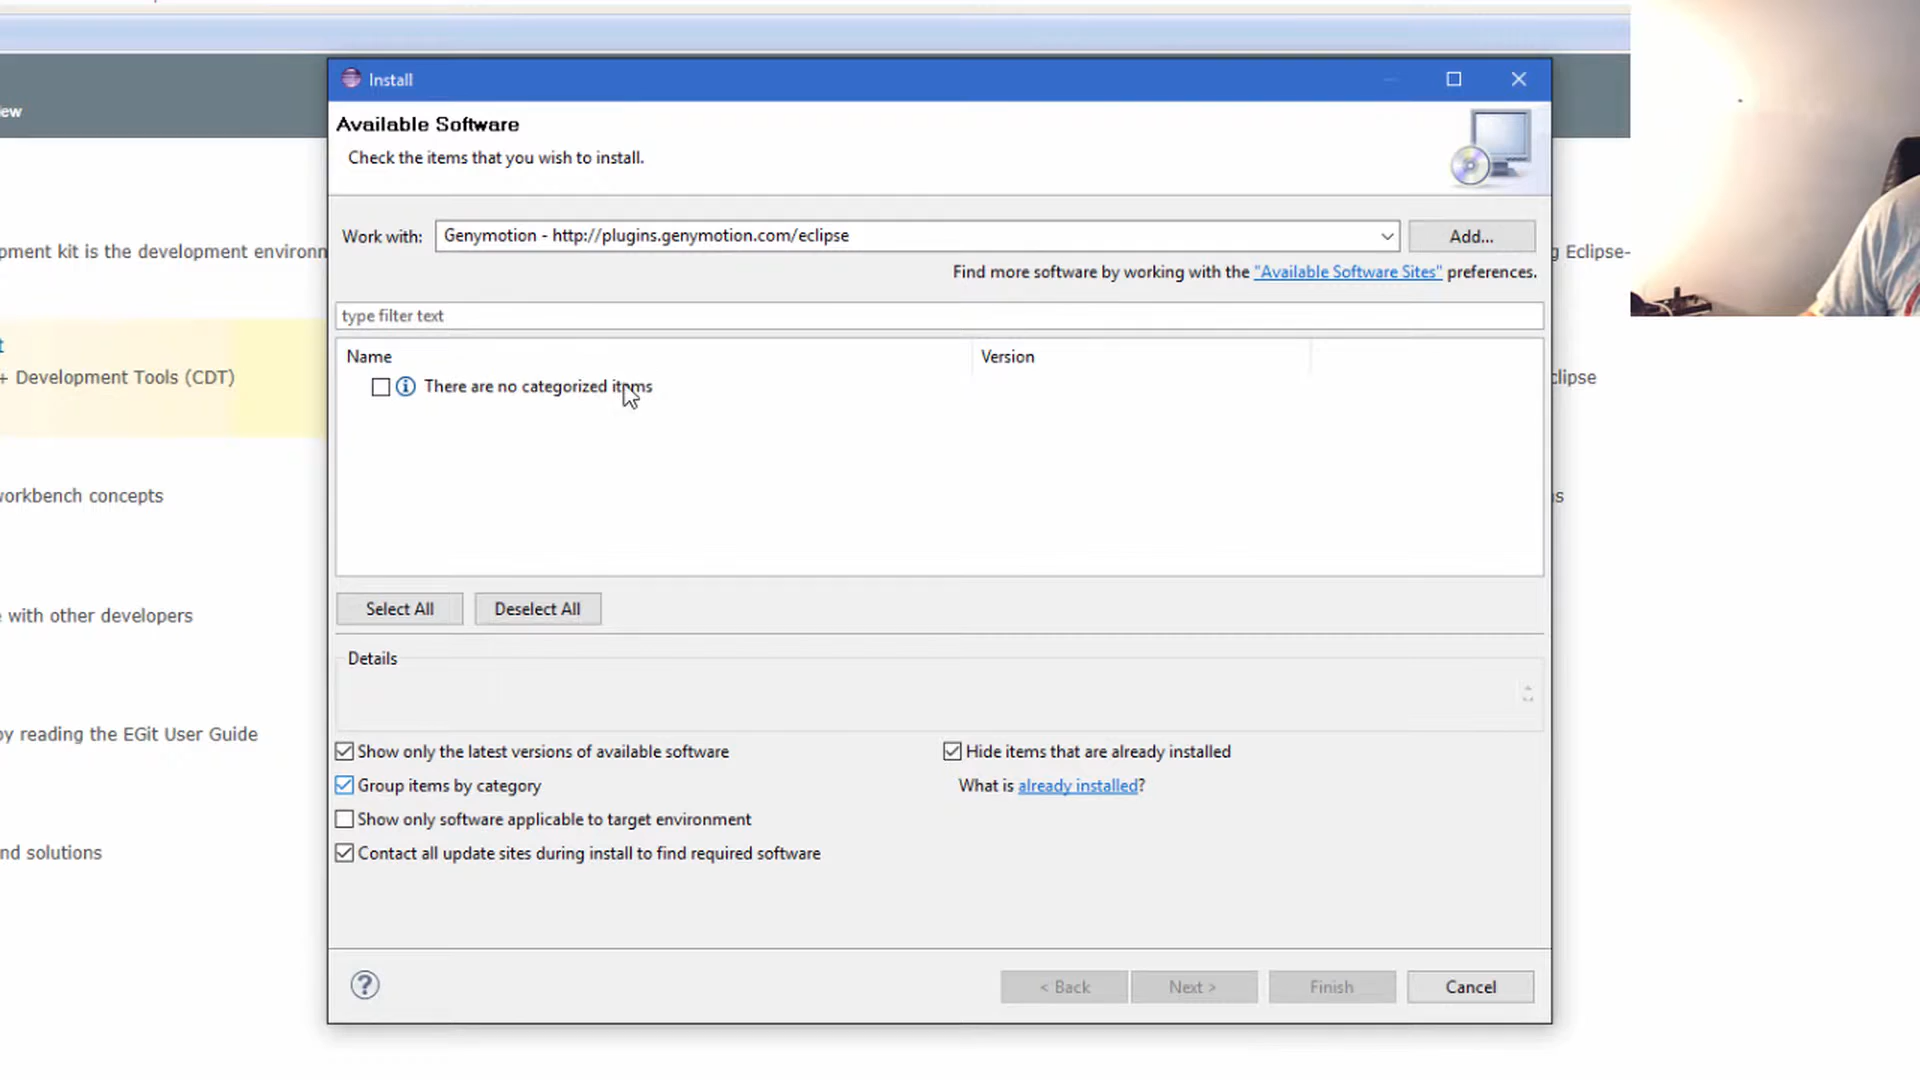 Install
ew
Available Software
Check the items that you wish to install.
Work with:
Genymotion - http://plugins.genymotion.com/eclipse
Add...
pment kit is the development environm
g Eclipse-
Find more software by working with the "Available Software Sites" preferences.
type filter text
t
Name
Version
+ Development Tools (CDT)
clipse
There are no categorized items
workbench concepts
gs
Select All
Deselect All
e with other developers
Details
by reading the EGit User Guide
Show only the latest versions of available software
Hide items that are already installed
Group items by category
What is already installed?
Show only software applicable to target environment
nd solutions
Contact all update sites during install to find required software
?
< Back
Next >
Finish
Cancel